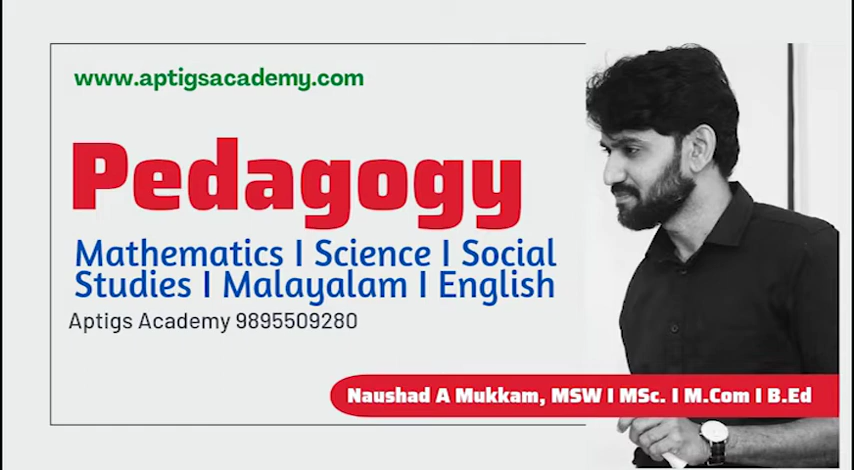 www.aptigsacademy.com
Pedagogy
Mathematics I Science I Social
Studies I Malayalam I English
Aptigs Academy 9895509280
Naushad A Mukkam, MSW I MSc. I M.Com I B.Ed